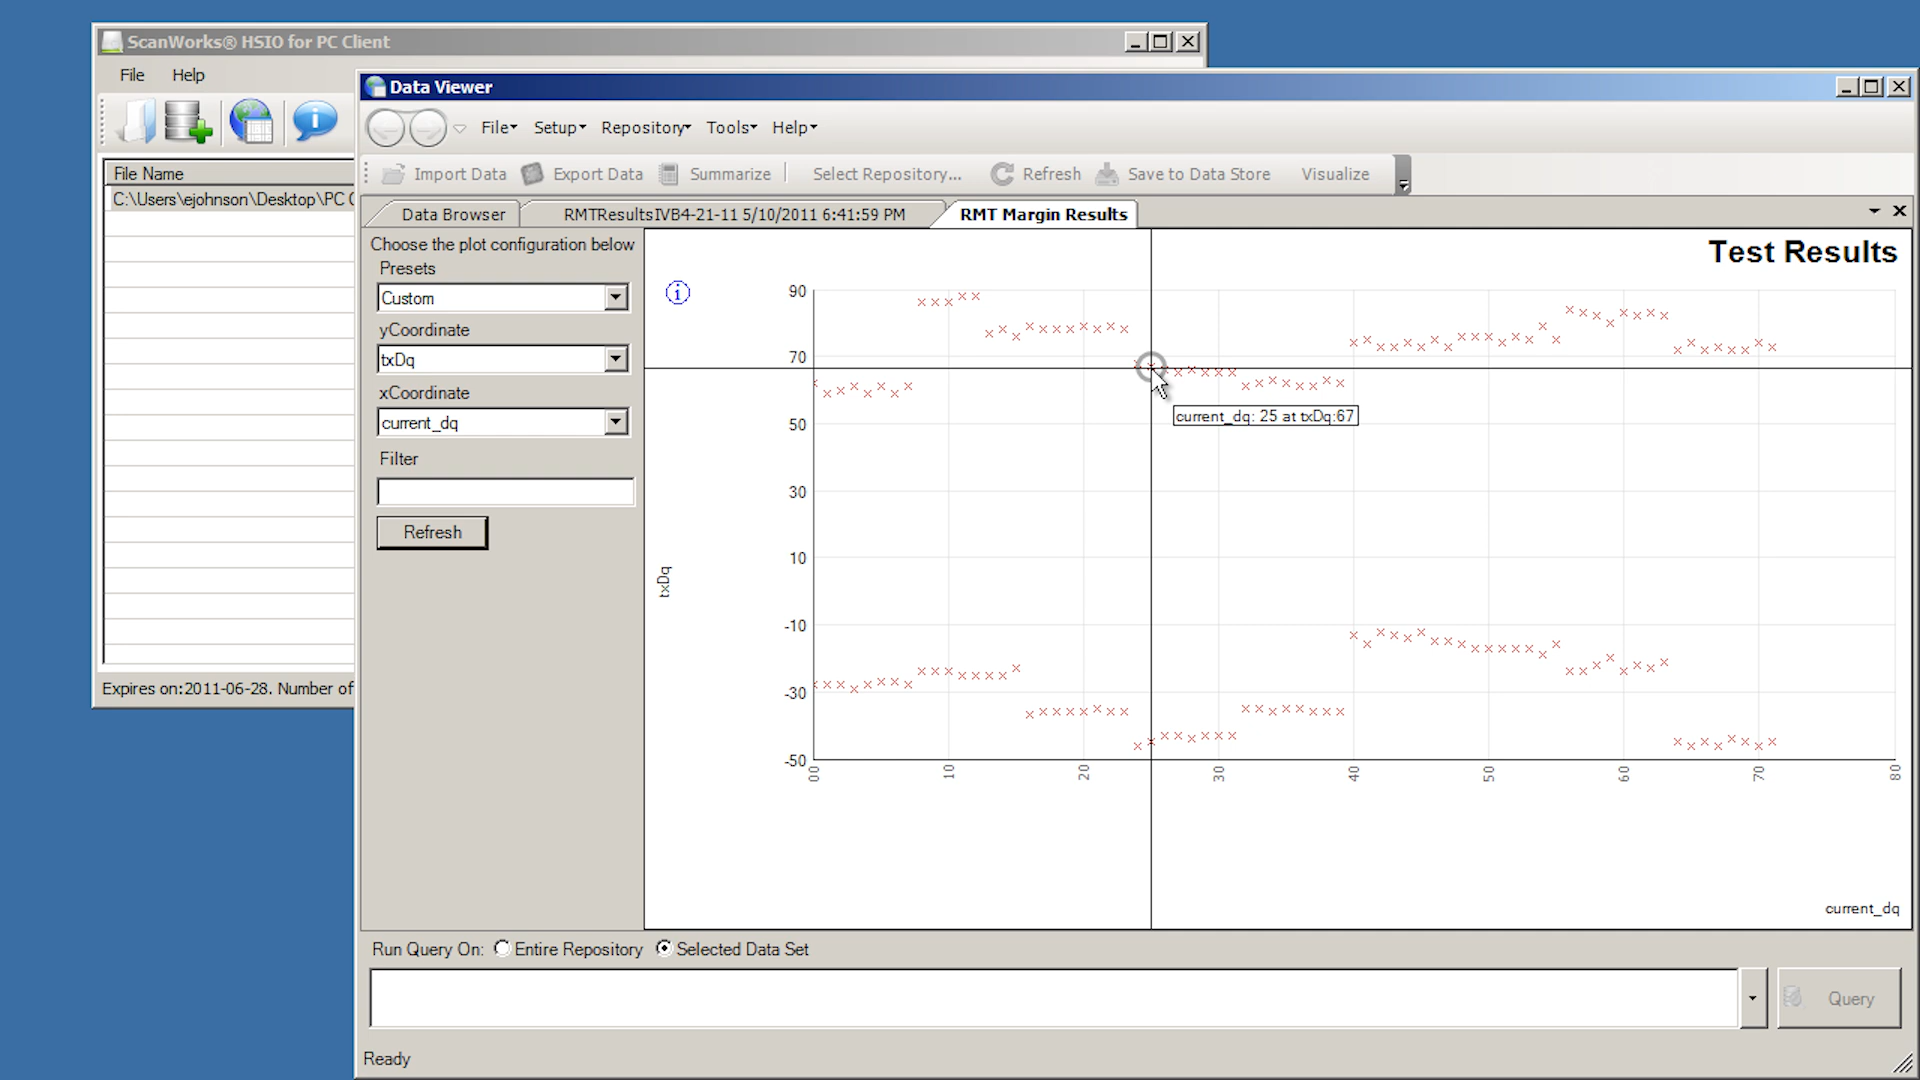 ScanWorks® HSIO for PC Client
File Help
File Name
C:\Users\ejohnson\Desktop\PC
Expires on:2011-06-28. Number of
Data Viewer
File Setup Repository Tools Help
Import Data Export Data Summarize Select Repository... Refresh Save to Data Store Visualize
Data Browser RMTResultsIVB4-21-11 5/10/2011 6:41:59 PM RMT Margin Results
Choose the plot configuration below
Presets
Custom
yCoordinate
txDq
xCoordinate
current_dq
Filter
Refresh
Test Results
90
70
50
30
10
-10
-30
-50
txDq
current_dq: 25 at txDq:67
00 10 20 30 40 50 60 70 80
current_dq
Run Query On: Entire Repository Selected Data Set
Query
Ready